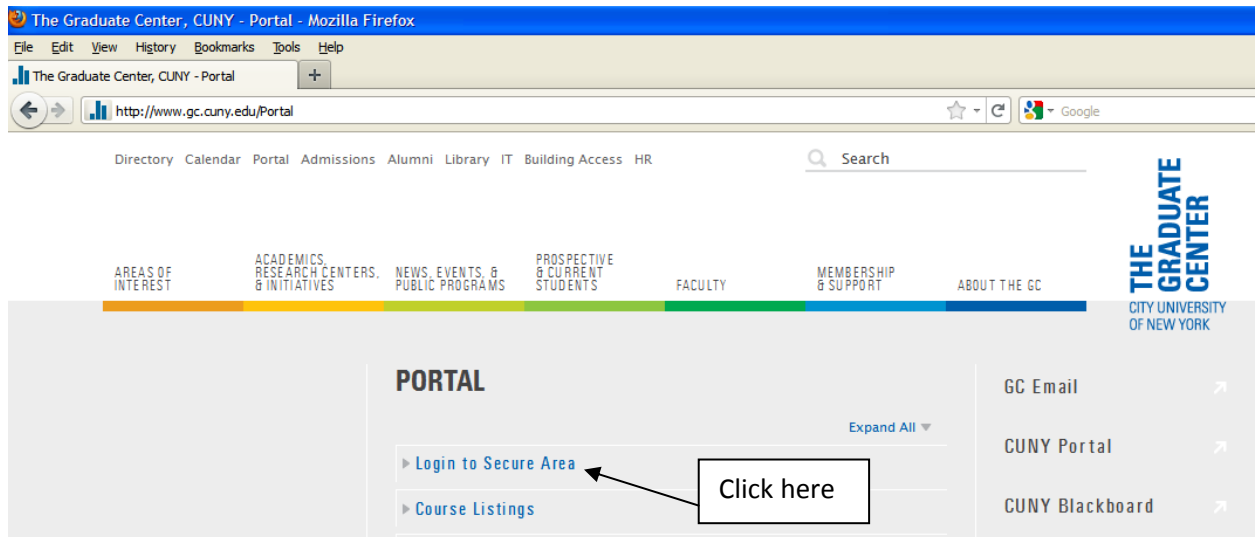 The Graduate Center, CUNY - Portal - Mozilla Firefox
File Edit View History Bookmarks Tools Help
The Graduate Center, CUNY - Portal +
http://www.gc.cuny.edu/Portal Google
Directory Calendar Portal Admissions Alumni Library IT Building Access HR Search
THE
GRADUATE
CENTER
CITY UNIVERSITY
OF NEW YORK
AREAS OF
INTEREST
ACADEMICS,
RESEARCH CENTERS,
& INITIATIVES
NEWS, EVENTS, &
PUBLIC PROGRAMS
PROSPECTIVE
& CURRENT
STUDENTS
FACULTY
MEMBERSHIP
& SUPPORT
ABOUT THE GC
PORTAL
Expand All
Login to Secure Area
Click here
Course Listings
GC Email
CUNY Portal
CUNY Blackboard